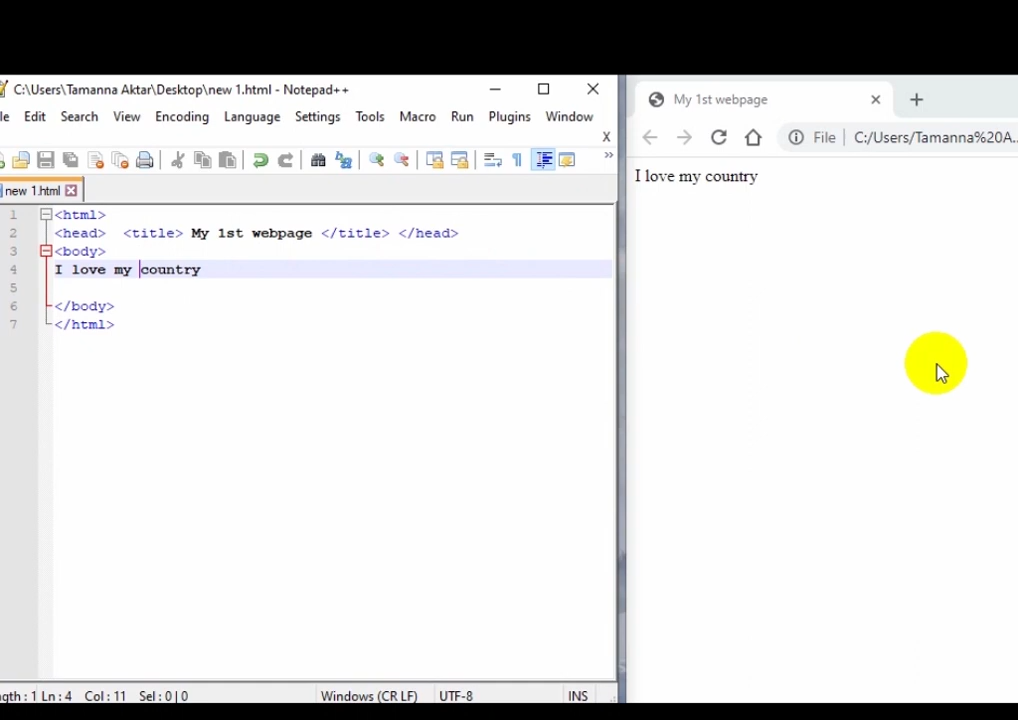 C:\Users\Tamanna Aktar\Desktop\new 1.html - Notepad++
le Edit Search View Encoding Language Settings Tools Macro Run Plugins Window
X
new 1.html
1 <html>
2 <head> <title> My 1st webpage </title> </head>
3 <body>
4 I love my country
5
6 </body>
7 </html>
ngth : 1 Ln : 4 Col : 11 Sel : 0 | 0 Windows (CR LF) UTF-8 INS
My 1st webpage
File C:/Users/Tamanna%20A...
I love my country